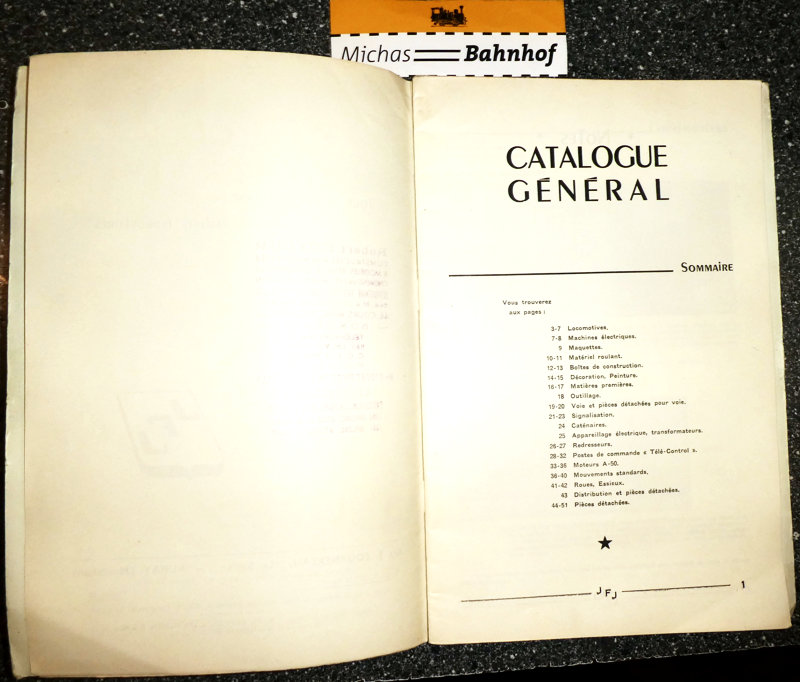 Michas Bahnhof
CATALOGUE
GÉNÉRAL
SOMMAIRE
Vous trouverez
aux pages :
3-7 Locomotives.
7-8 Machines électriques.
9 Maquettes.
10-11 Matériel roulant.
12-13 Boîtes de construction.
14-15 Décoration, Peinture.
16-17 Matières premières.
18 Outillage.
19-20 Voie et pièces détachées pour voie.
21-23 Signalisation.
24 Caténaires.
25 Appareillage électrique, transformateurs.
26-27 Redresseurs.
28-32 Postes de commande « Télé-Control ».
33-36 Moteurs A-50.
36-40 Mouvements standards.
41-42 Roues, Essieux.
43 Distribution et pièces détachées.
44-51 Pièces détachées.
JFJ
1